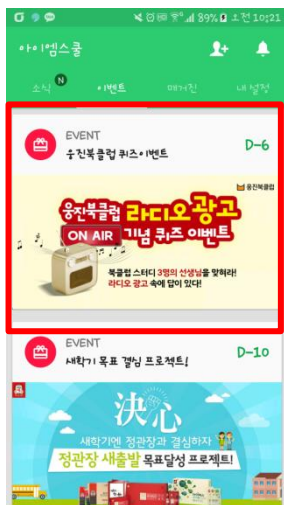 89% 오전 10:21
아이엠스쿨
소식 N 이벤트 매거진 내 설정
EVENT
웅진북클럽 퀴즈이벤트
D-6
웅진북클럽
웅진북클럽 라디오 광고
ON AIR 기념 퀴즈 이벤트
북클럽 스터디 3명의 선생님을 맞혀라!
라디오 광고 속에 답이 있다!
EVENT
새학기 목표 결심 프로젝트!
D-10
決心
새학기엔 정관장과 결심하자
정관장 새출발 목표달성 프로젝트!